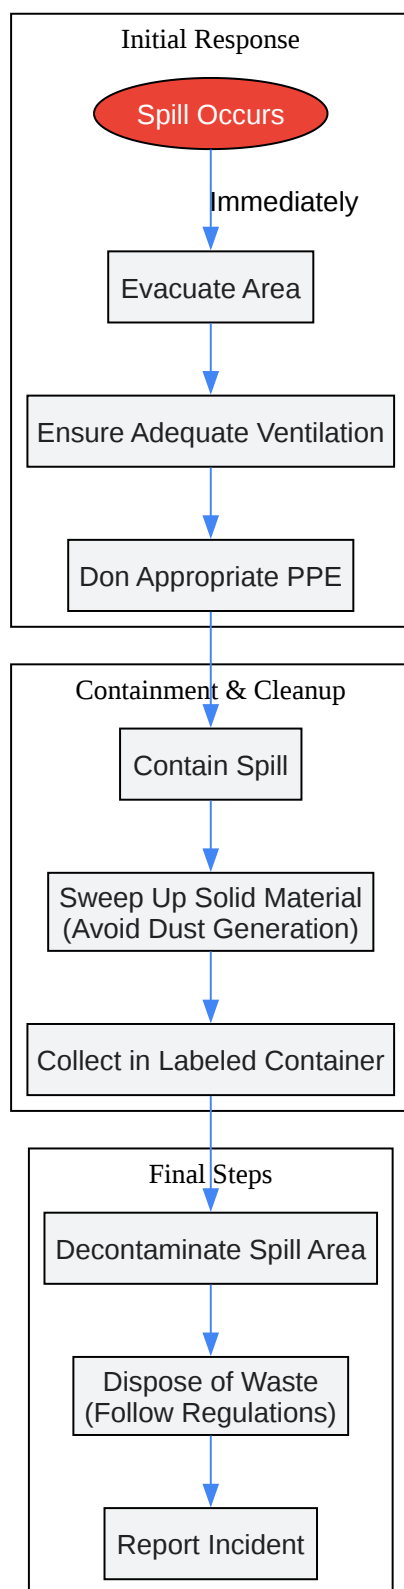 Initial Response
Spill Occurs
Immediately
Evacuate Area
Ensure Adequate Ventilation
Don Appropriate PPE
Containment & Cleanup
Contain Spill
Sweep Up Solid Material
(Avoid Dust Generation)
Collect in Labeled Container
Final Steps
Decontaminate Spill Area
Dispose of Waste
(Follow Regulations)
Report Incident